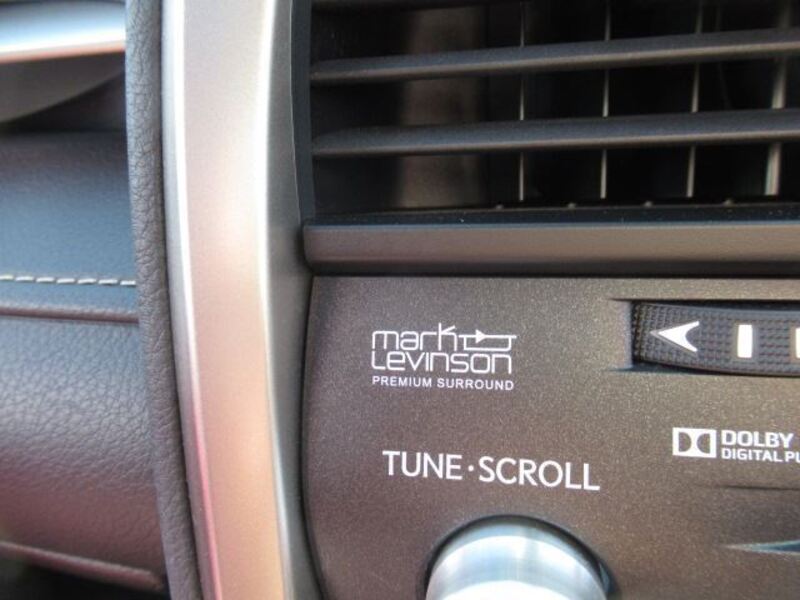 mark
Levinson
PREMIUM SURROUND
DOLBY
DIGITAL
TUNE·SCROLL